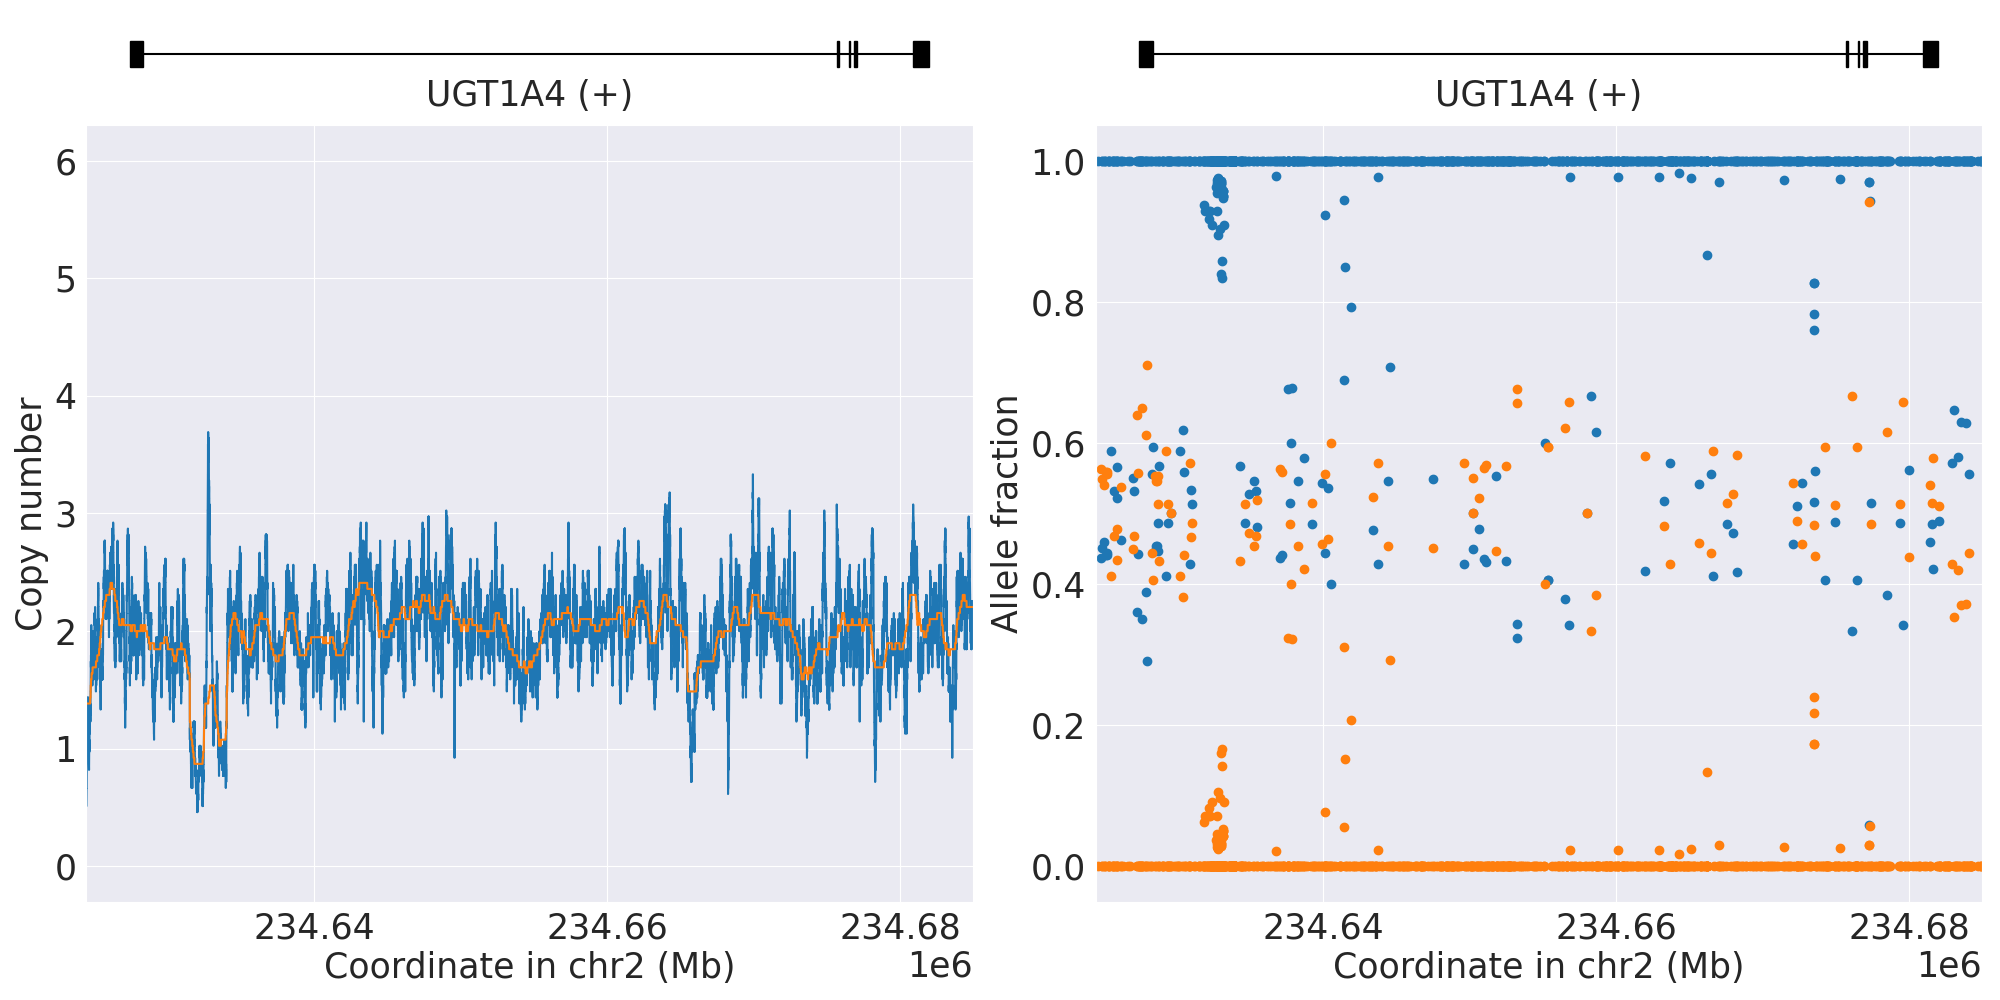 UGT1A4 (+)
6
5
4
3
2
1
0
Copy number
234.64
234.66
234.68
1e6
Coordinate in chr2 (Mb)
UGT1A4 (+)
1.0
0.8
0.6
0.4
0.2
0.0
Allele fraction
234.64
234.66
234.68
1e6
Coordinate in chr2 (Mb)